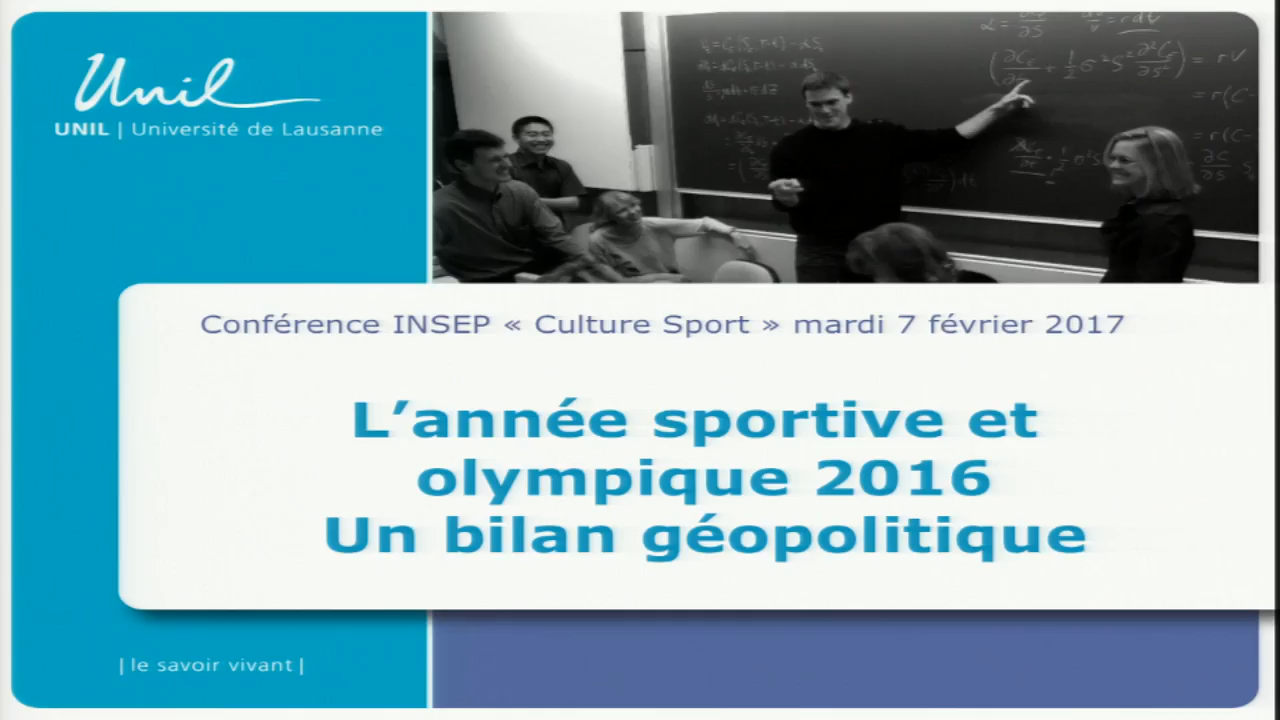 Unil
UNIL | Université de Lausanne
Conférence INSEP « Culture Sport » mardi 7 février 2017
L'année sportive et
olympique 2016
Un bilan géopolitique
| le savoir vivant |